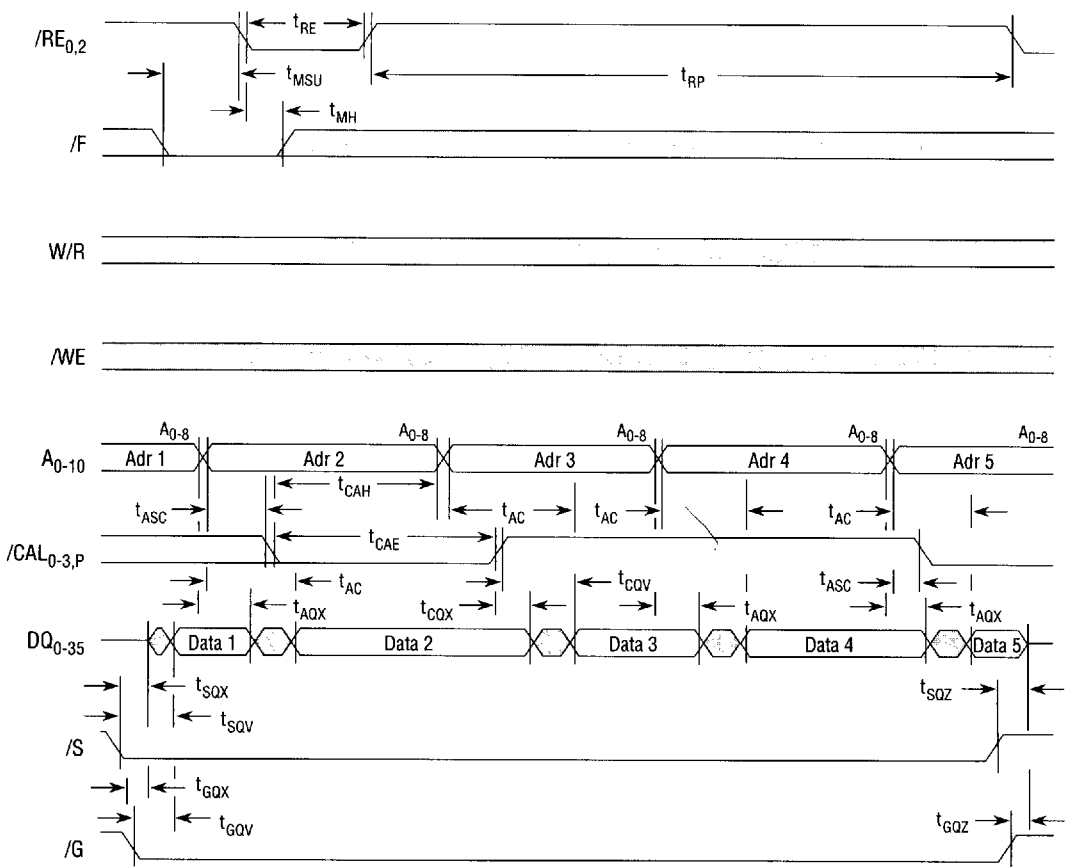 /RE0,2
tRE
tMSU
tRP
tMH
/F
W/R
/WE
A0-8 A0-8 A0-8 A0-8 A0-8
A0-10 Adr 1 Adr 2 Adr 3 Adr 4 Adr 5
tCAH
tASC tAC tAC tAC
tCAE
/CAL0-3,P
tAC tCQV tASC
tAQX tCQX tAQX tAQX
DQ0-35 Data 1 Data 2 Data 3 Data 4 Data 5
tSQX tSQZ
tSQV
/S
tGQX
tGQV tGQZ
/G